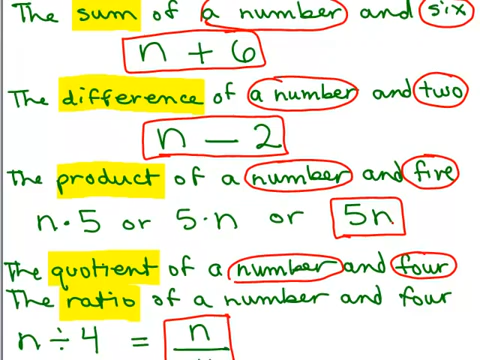 The sum of a number and six
n + 6
The difference of a number and two
n - 2
The product of a number and five
n · 5 or 5 · n or 5n
The quotient of a number and four
The ratio of a number and four
n ÷ 4 = n